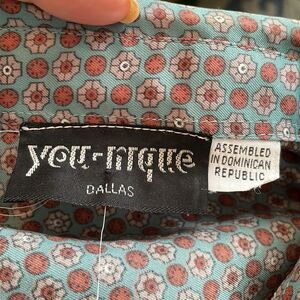 you-nique
DALLAS
ASSEMBLED
IN DOMINICAN
REPUBLIC